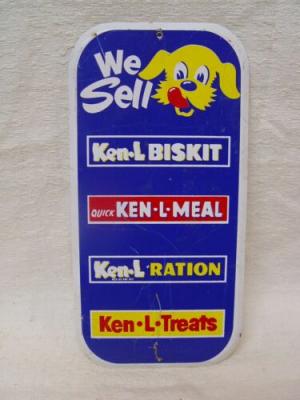 We
Sell
Ken-L BISKIT
QUICK KEN·L·MEAL
Ken-L·RATION
Ken·L·Treats